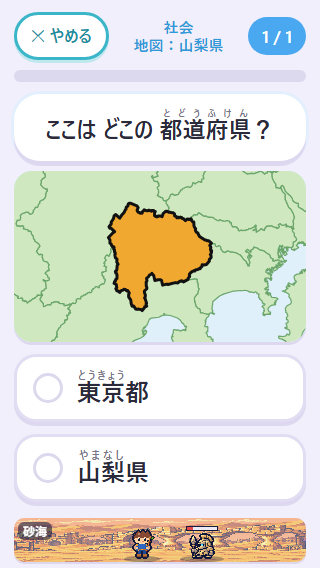 × やめる
社会
地図：山梨県
1 / 1
ここは どこの 都道府県？
とどうふけん
とうきょう
東京都
やまなし
山梨県
砂海